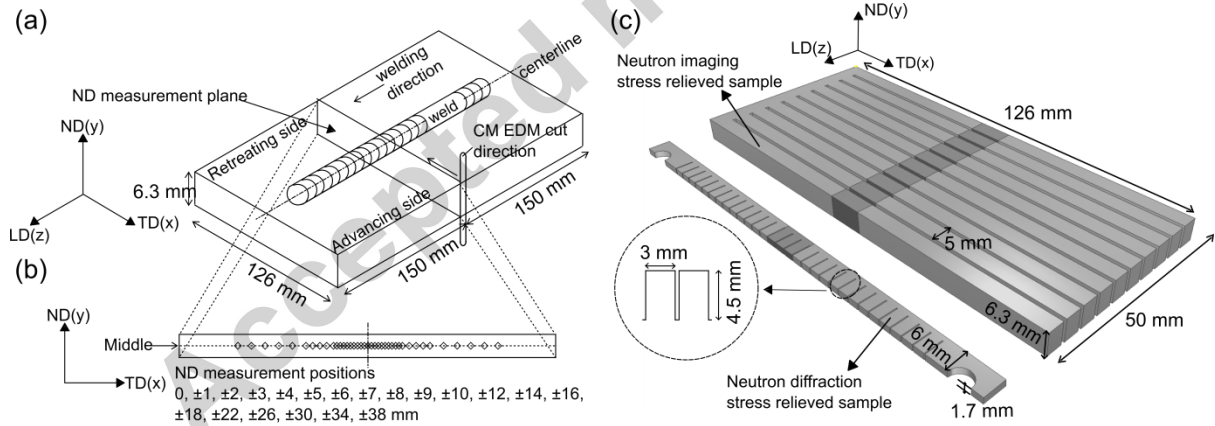 (a)
ND(y)
LD(z)
TD(x)
ND measurement plane
welding
direction
centerline
weld
CM EDM cut
direction
Retreating side
Advancing side
6.3 mm
126 mm
150 mm
150 mm
(b)
ND(y)
TD(x)
Middle
ND measurement positions
0, ±1, ±2, ±3, ±4, ±5, ±6, ±7, ±8, ±9, ±10, ±12, ±14, ±16,
±18, ±22, ±26, ±30, ±34, ±38 mm
(c)
ND(y)
LD(z)
TD(x)
Neutron imaging
stress relieved sample
126 mm
5 mm
6.3 mm
50 mm
3 mm
4.5 mm
6 mm
1.7 mm
Neutron diffraction
stress relieved sample
Accepted